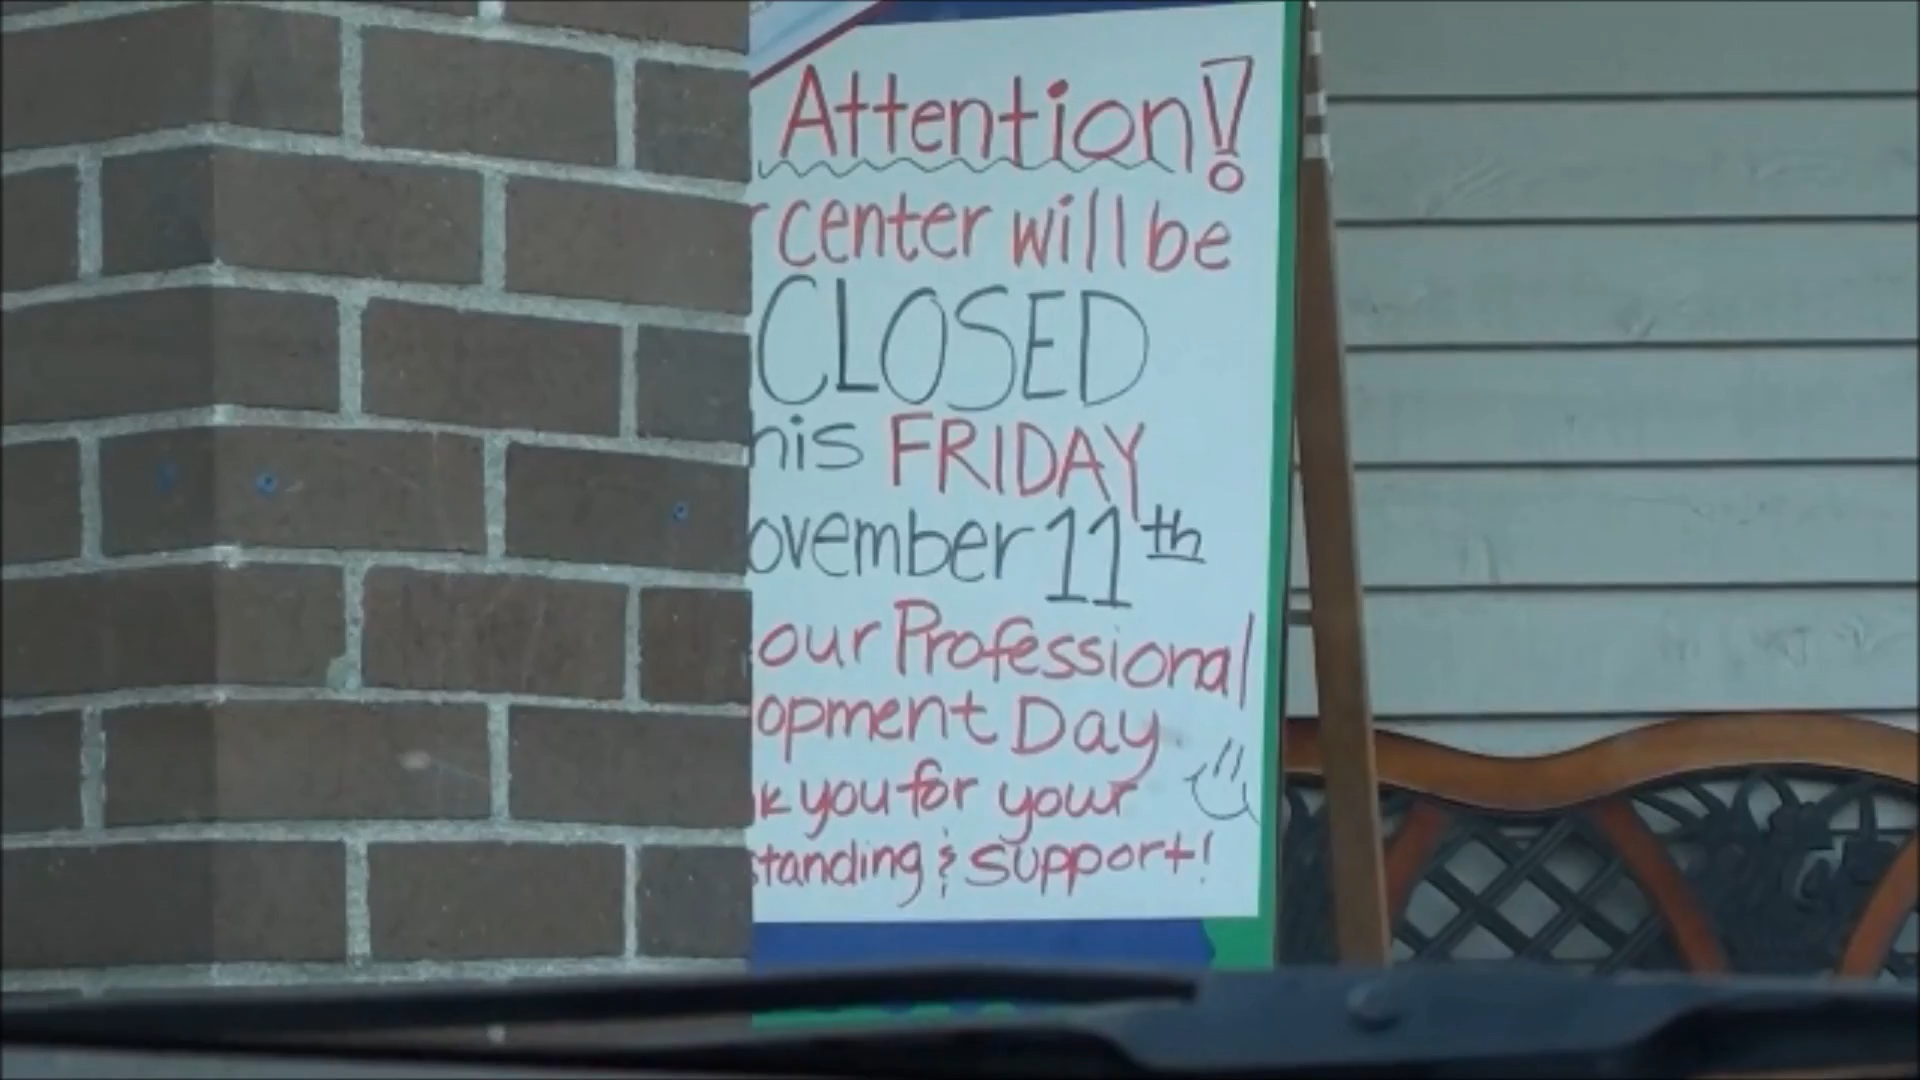 Attention!
r center will be
CLOSED
his FRIDAY
ovember 11th
our Professional
opment Day
k you for your
standing & support!